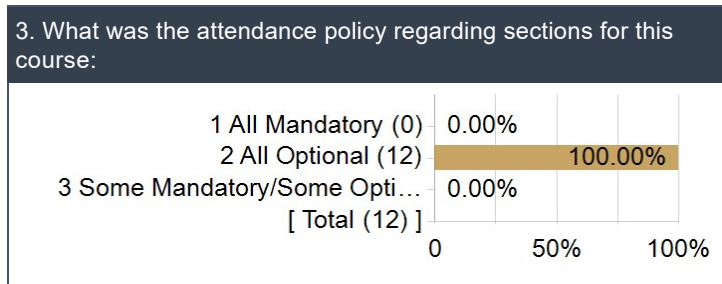 3. What was the attendance policy regarding sections for this
course:
1 All Mandatory (0) 0.00%
2 All Optional (12) 100.00%
3 Some Mandatory/Some Opti... 0.00%
[ Total (12) ]
0 50% 100%